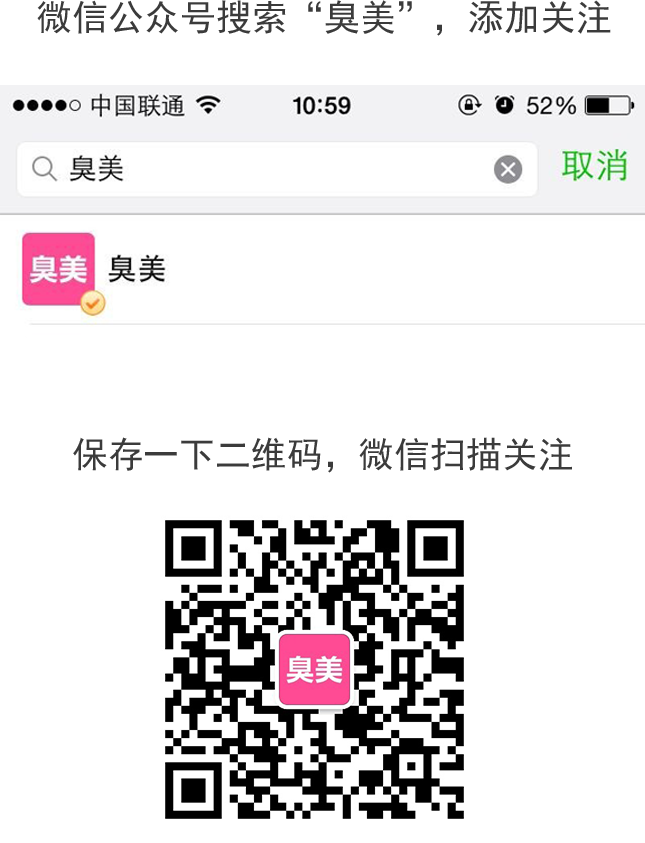 微信公众号搜索“臭美”，添加关注
中国联通 10:59 52%
臭美 取消
臭美 臭美
保存一下二维码，微信扫描关注
臭美